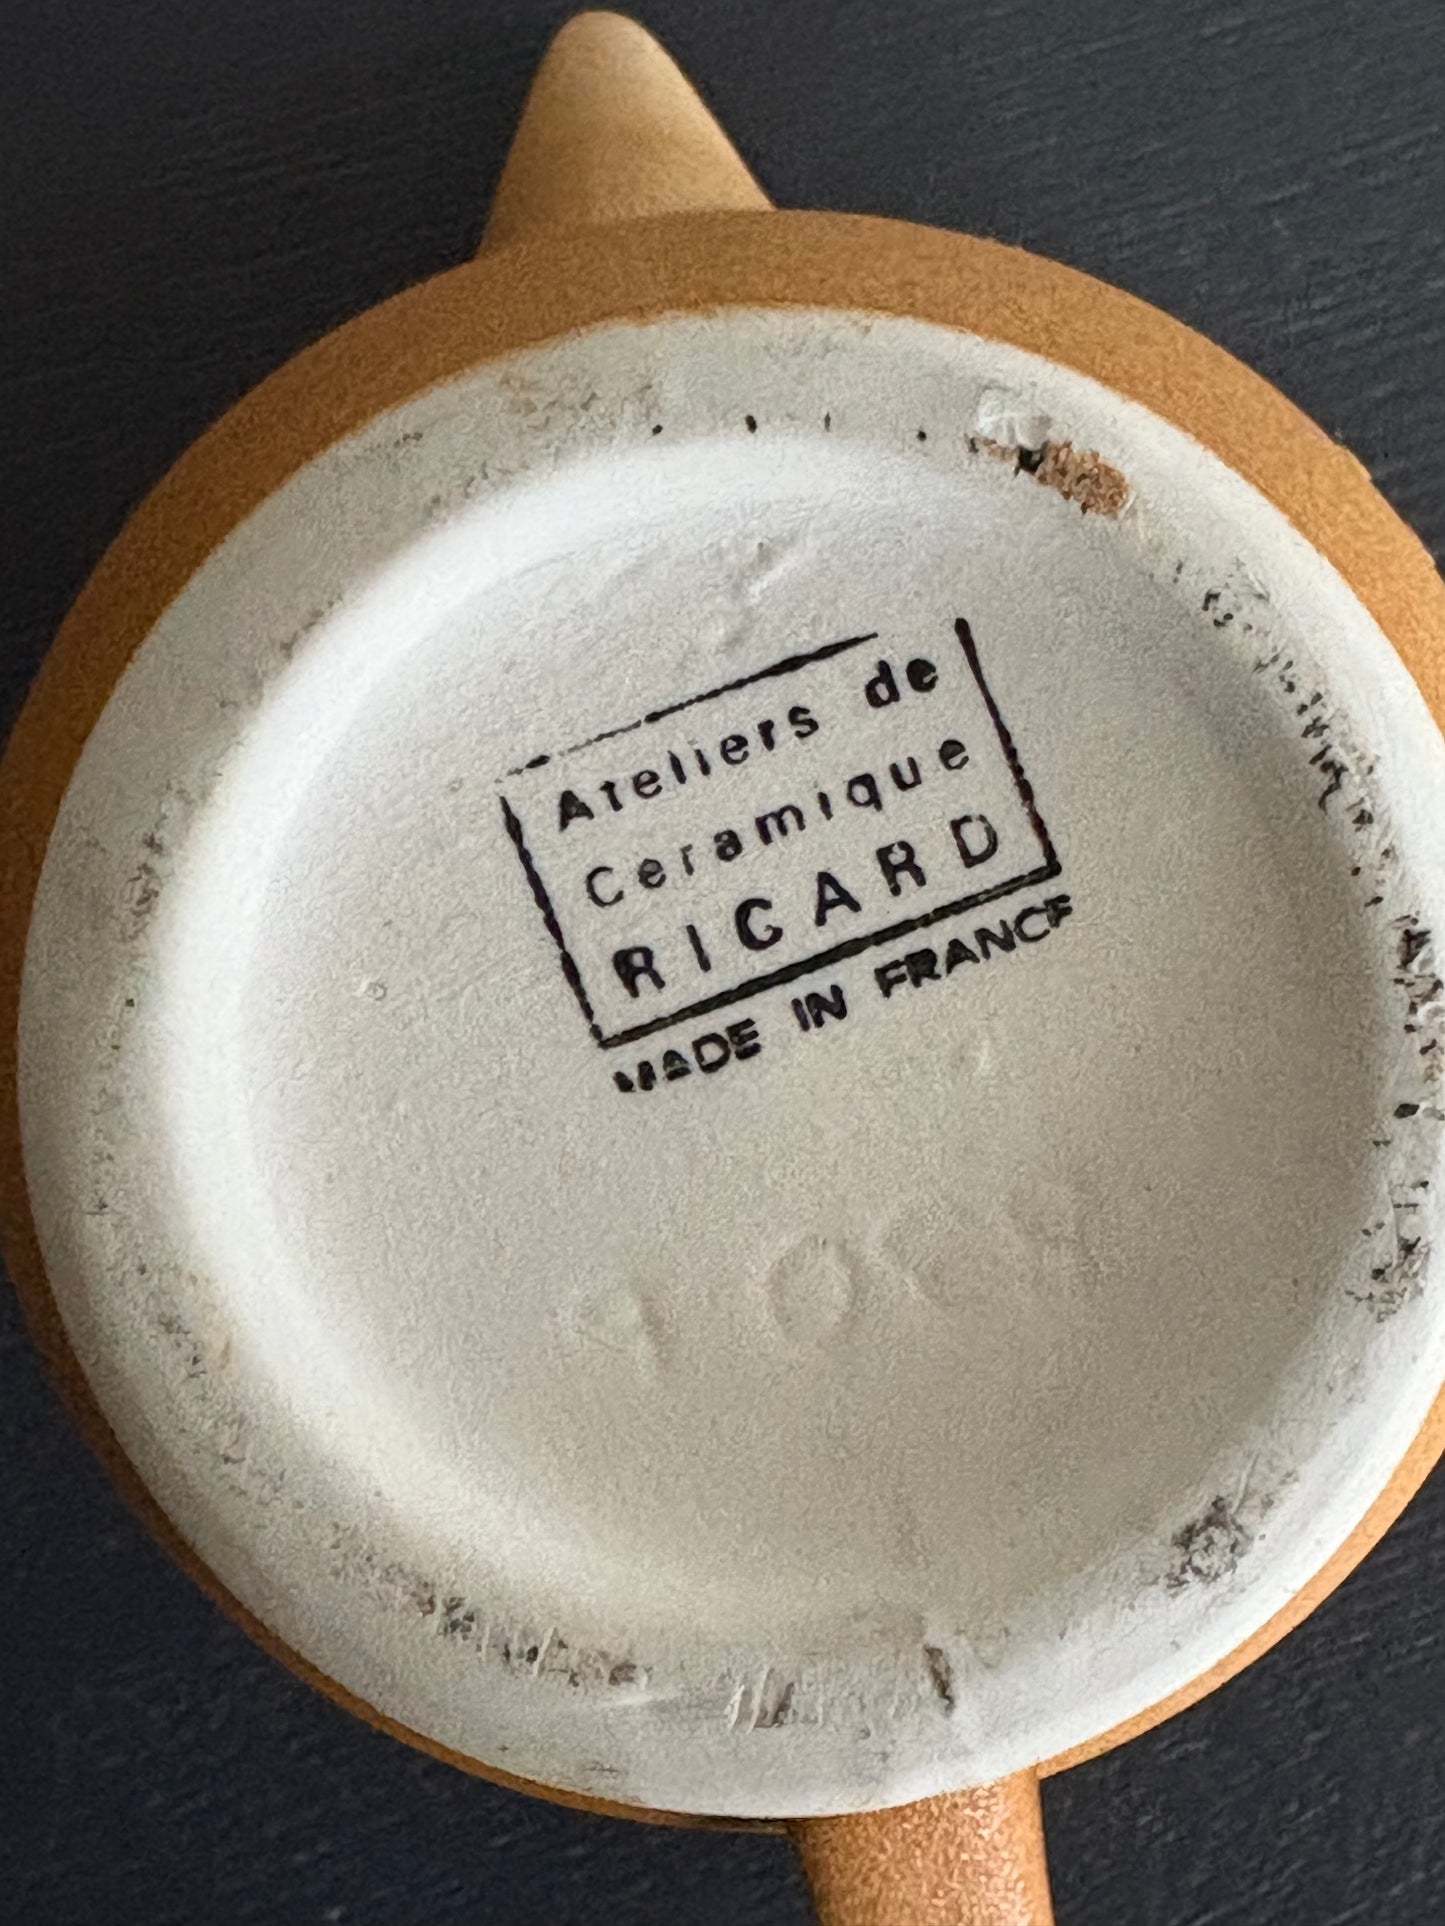 Ateliers de
Ceramique
RICARD
MADE IN FRANCE